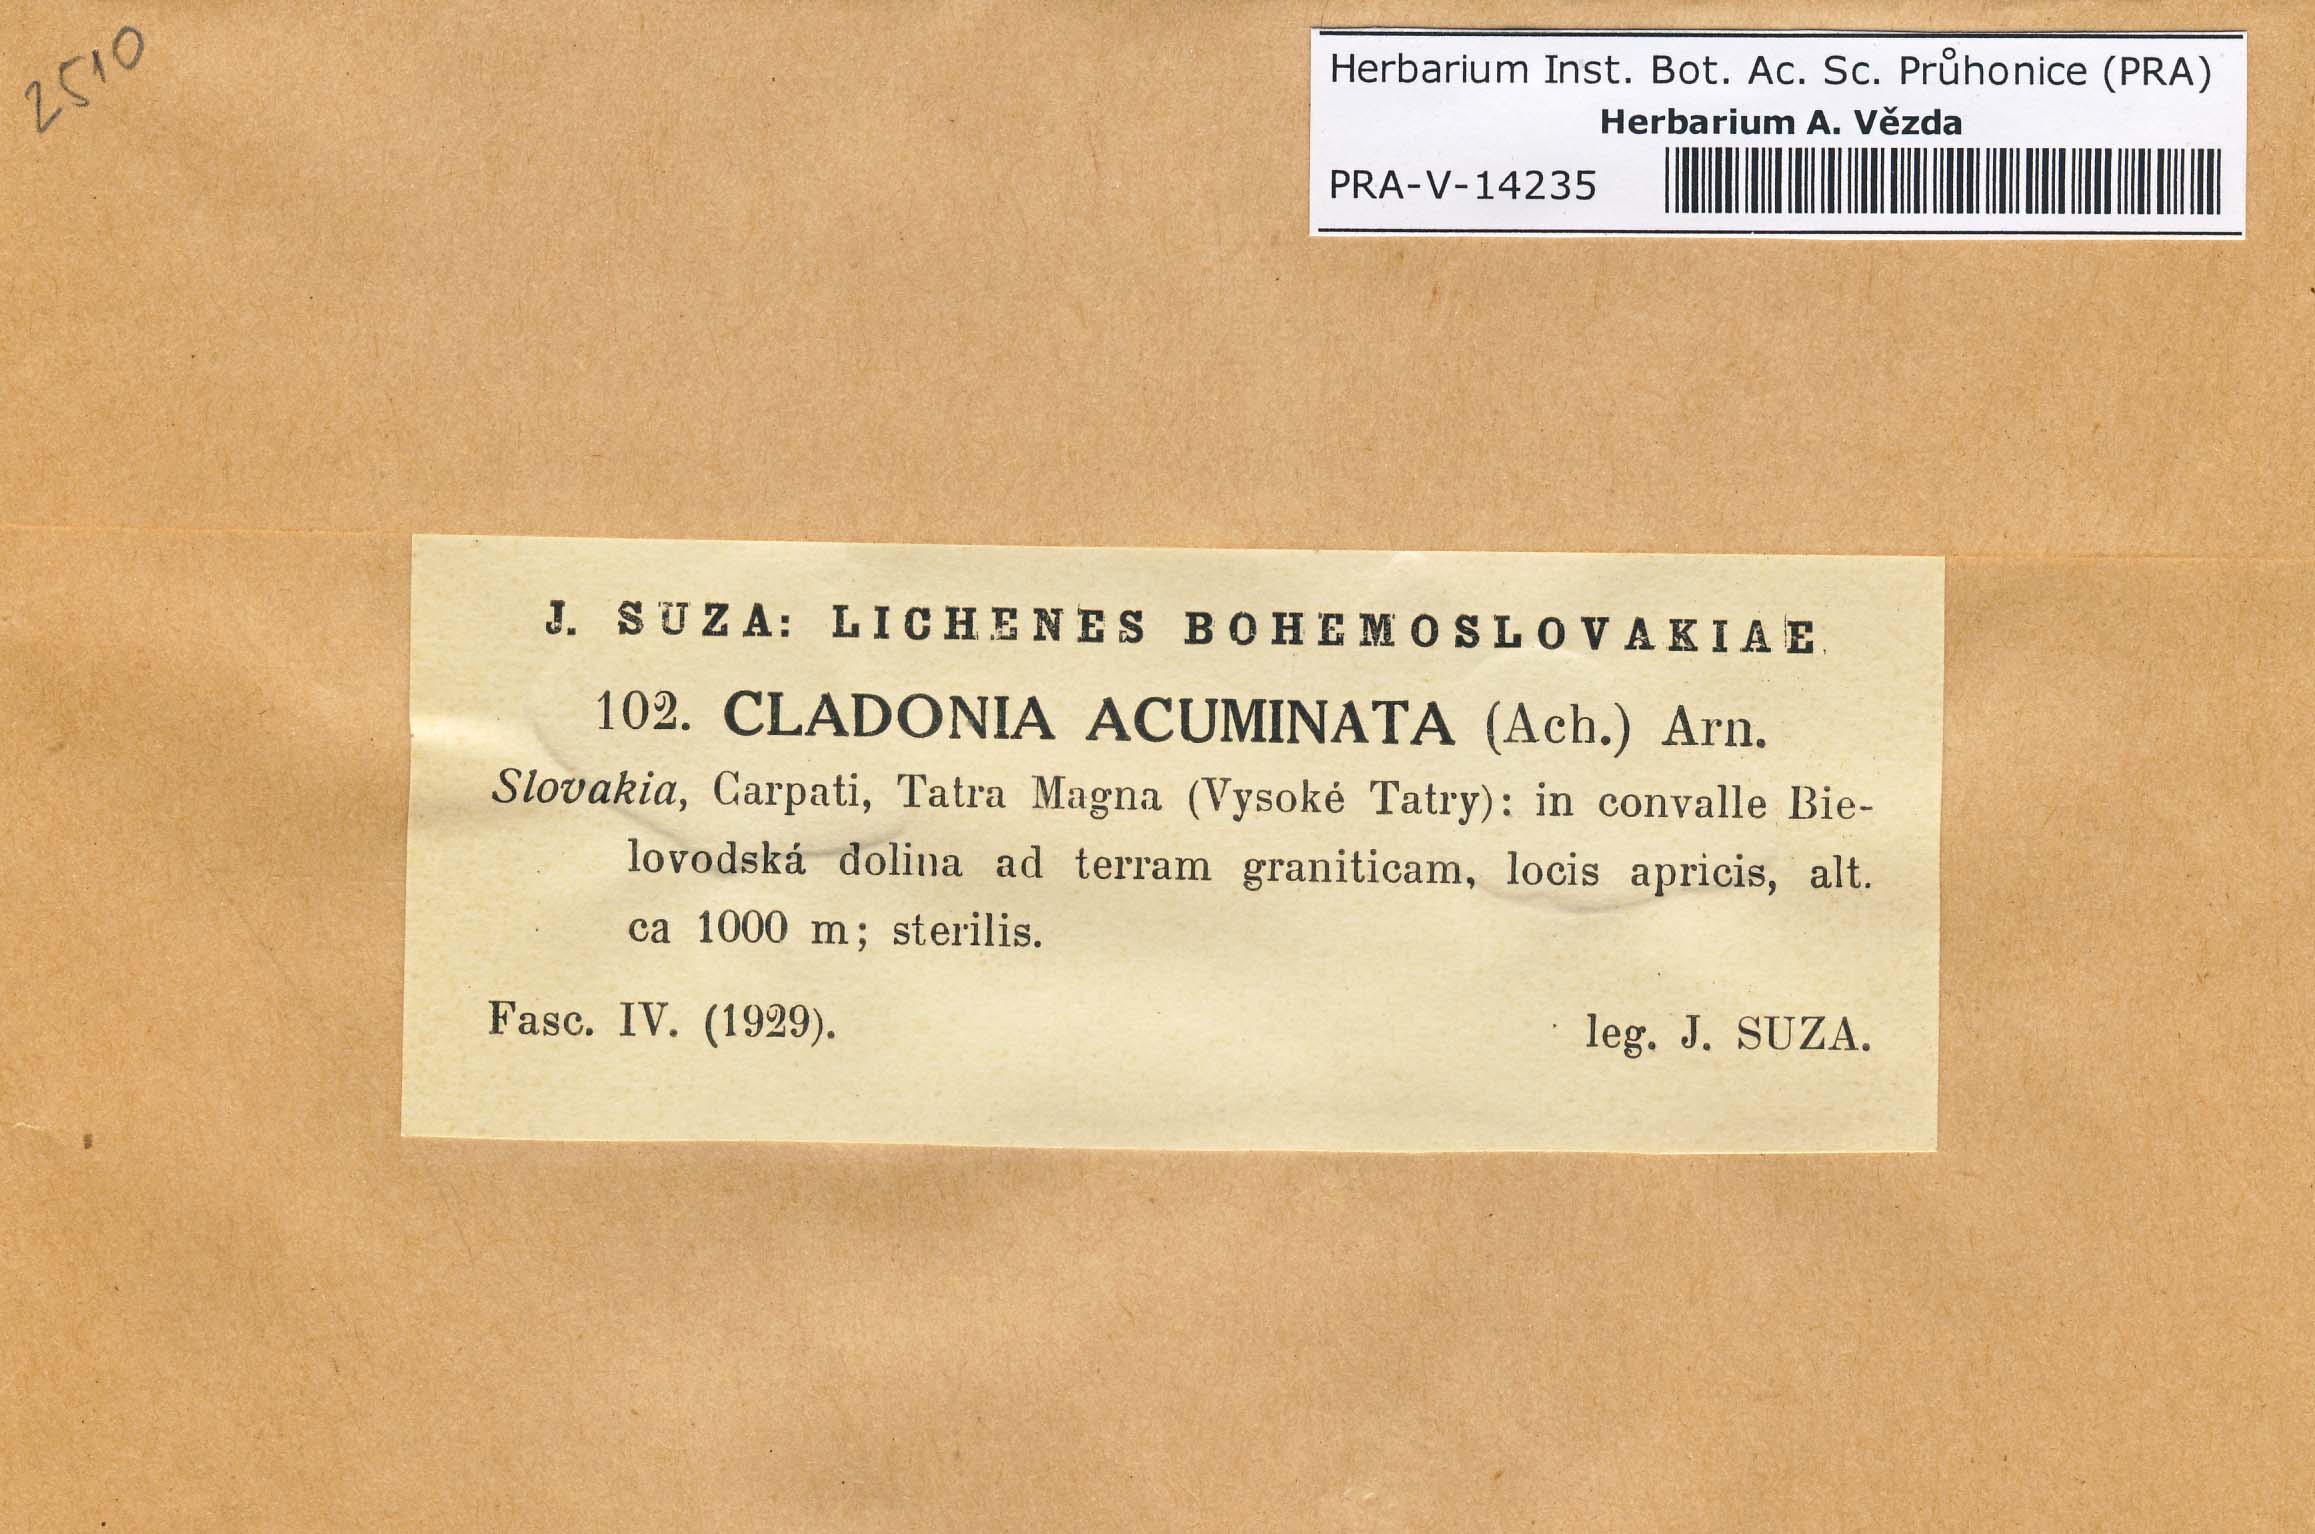 2510
Herbarium Inst. Bot. Ac. Sc. Průhonice (PRA)
Herbarium A. Vězda
PRA-V-14235
J. SUZA: LICHENES BOHEMOSLOVAKIAE
102. CLADONIA ACUMINATA (Ach.) Arn.
Slovakia, Carpati, Tatra Magna (Vysoké Tatry): in convalle Bie-
lovodská dolina ad terram graniticam, locis apricis, alt.
ca 1000 m; sterilis.
Fasc. IV. (1929). leg. J. SUZA.